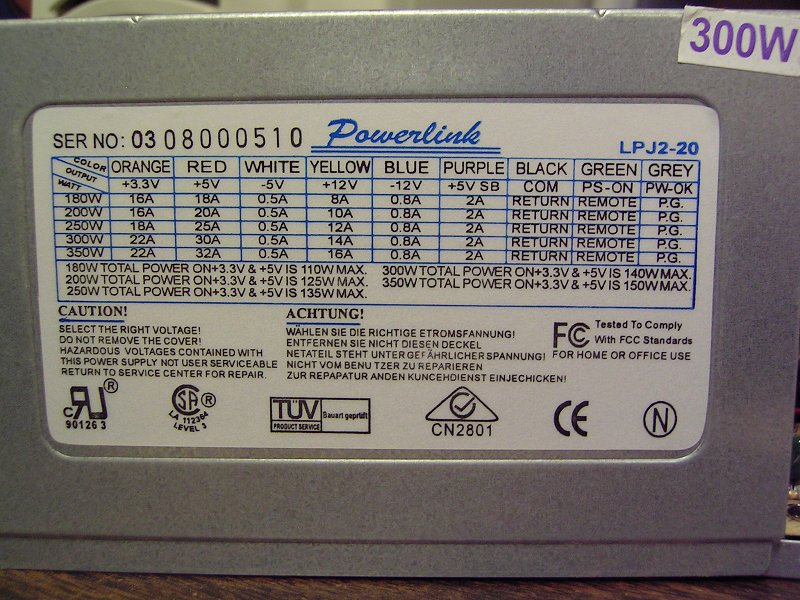 300W
SER NO: 03 08000510 Powerlink LPJ2-20
COLOR OUTPUT WATT ORANGE RED WHITE YELLOW BLUE PURPLE BLACK GREEN GREY
+3.3V +5V -5V +12V -12V +5V SB COM PS-ON PW-OK
180W 16A 18A 0.5A 8A 0.8A 2A RETURN REMOTE P.G.
200W 16A 20A 0.5A 10A 0.8A 2A RETURN REMOTE P.G.
250W 18A 25A 0.5A 12A 0.8A 2A RETURN REMOTE P.G.
300W 22A 30A 0.5A 14A 0.8A 2A RETURN REMOTE P.G.
350W 22A 32A 0.5A 16A 0.8A 2A RETURN REMOTE P.G.
180W TOTAL POWER ON+3.3V & +5V IS 110W MAX. 300W TOTAL POWER ON+3.3V & +5V IS 140W MAX.
200W TOTAL POWER ON+3.3V & +5V IS 125W MAX. 350W TOTAL POWER ON+3.3V & +5V IS 150W MAX.
250W TOTAL POWER ON+3.3V & +5V IS 135W MAX.
CAUTION!
SELECT THE RIGHT VOLTAGE!
DO NOT REMOVE THE COVER!
HAZARDOUS VOLTAGES CONTAINED WITH
THIS POWER SUPPLY NOT USER SERVICEABLE
RETURN TO SERVICE CENTER FOR REPAIR.
ACHTUNG!
WÄHLEN SIE DIE RICHTIGE ETROMSFANNUNG!
ENTFERNEN SIE NICHT DIESEN DECKEL
NETATEIL STEHT UNTER GEFÄHRLICHER SPANNUNG!
NICHT VOM BENU TZER ZU REPARIEREN
ZUR REPAPATUR ANDEN KUNCEHDIENST EINJECHICKEN!
FC Tested To Comply
With FCC Standards
FOR HOME OR OFFICE USE
c RU ®
90126 3
SA ®
LA 112364
LEVEL 3
TÜV Bauart geprüft
PRODUCT SERVICE
CN2801
CE
N